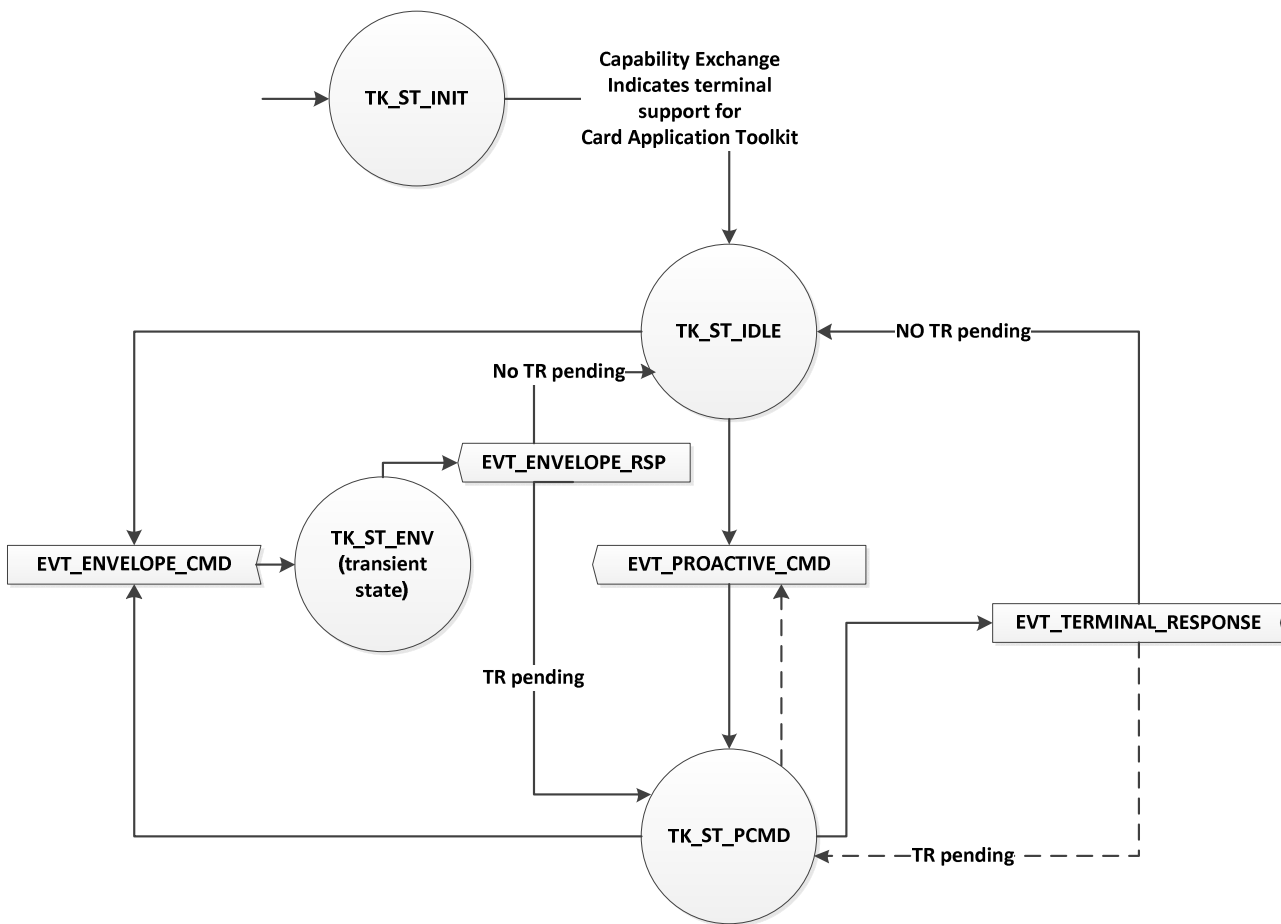 TK_ST_INIT
Capability Exchange
Indicates terminal
support for
Card Application Toolkit
TK_ST_IDLE
NO TR pending
No TR pending
EVT_ENVELOPE_RSP
TK_ST_ENV
(transient
state)
EVT_ENVELOPE_CMD
EVT_PROACTIVE_CMD
EVT_TERMINAL_RESPONSE
TR pending
TK_ST_PCMD
TR pending